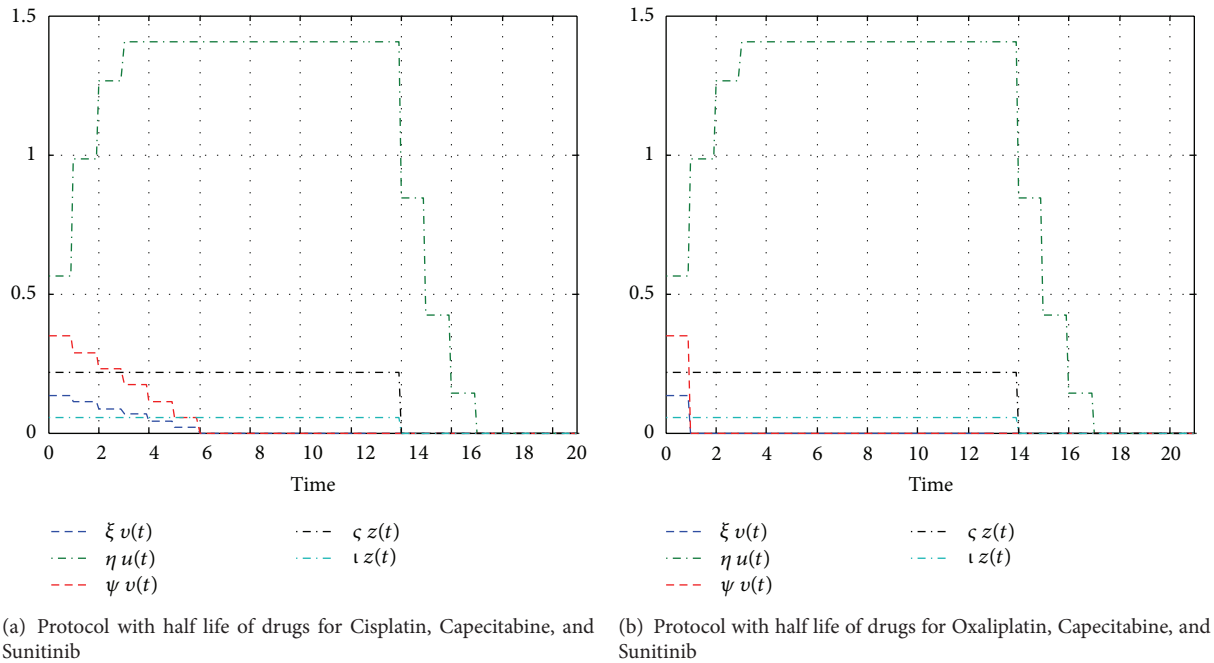 1.5
1
0.5
0
0 2 4 6 8 10 12 14 16 18 20
Time
ξ υ(t)
η u(t)
ψ υ(t)
ς z(t)
ι z(t)
(a) Protocol with half life of drugs for Cisplatin, Capecitabine, and
Sunitinib
1.5
1
0.5
0
0 2 4 6 8 10 12 14 16 18 20
Time
ξ υ(t)
η u(t)
ψ υ(t)
ς z(t)
ι z(t)
(b) Protocol with half life of drugs for Oxaliplatin, Capecitabine, and
Sunitinib